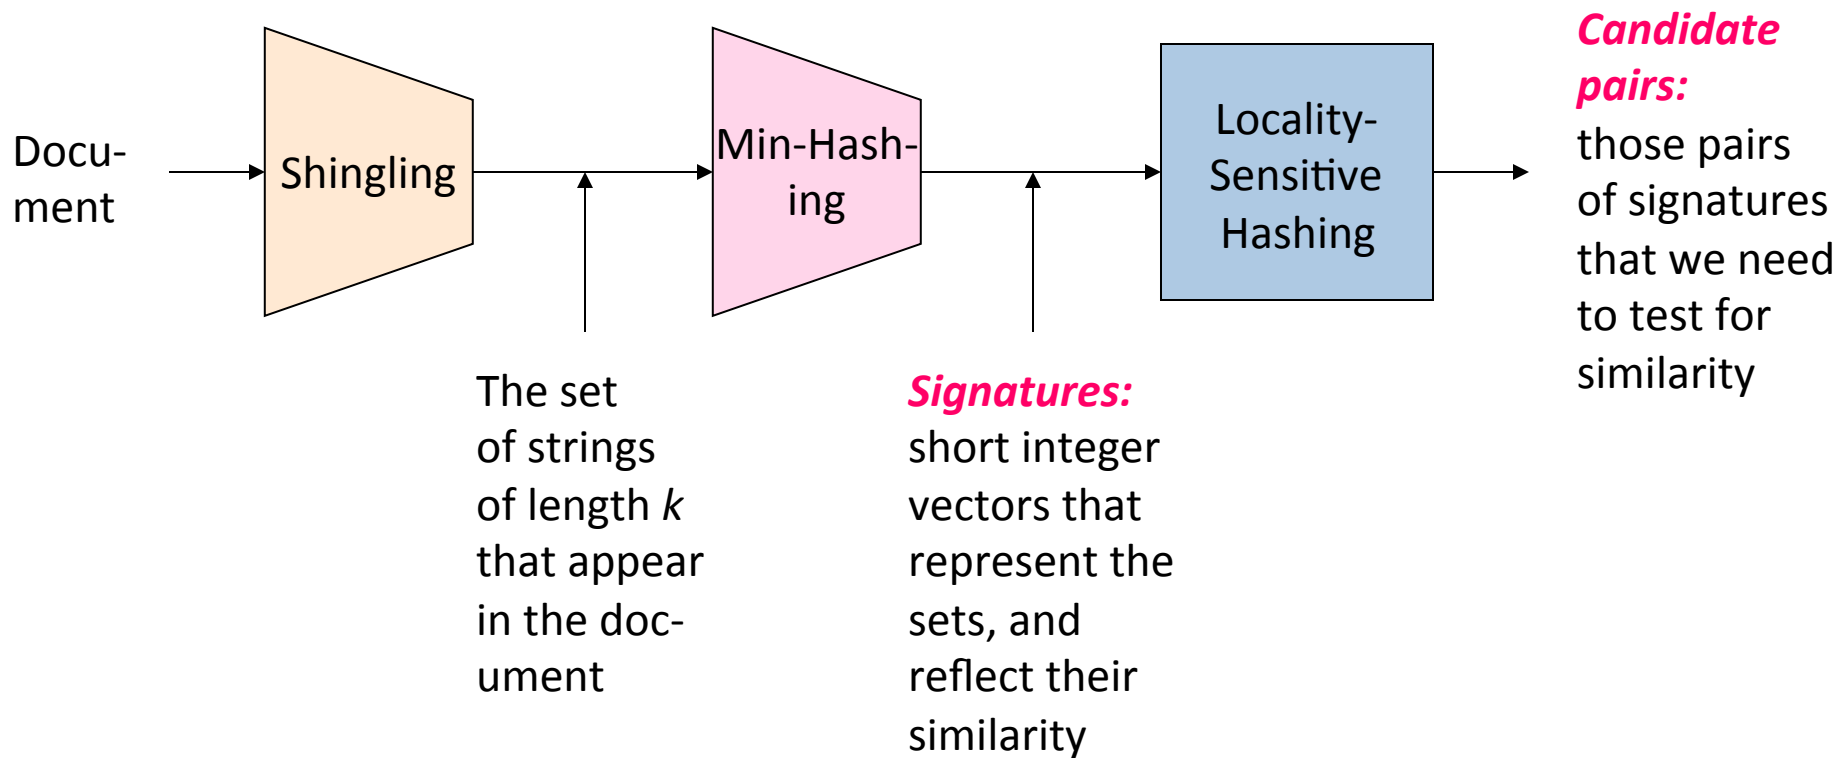 Docu-
ment
Shingling
The set
of strings
of length k
that appear
in the doc-
ument
Min-Hash-
ing
Signatures:
short integer
vectors that
represent the
sets, and
reflect their
similarity
Locality-
Sensitive
Hashing
Candidate
pairs:
those pairs
of signatures
that we need
to test for
similarity